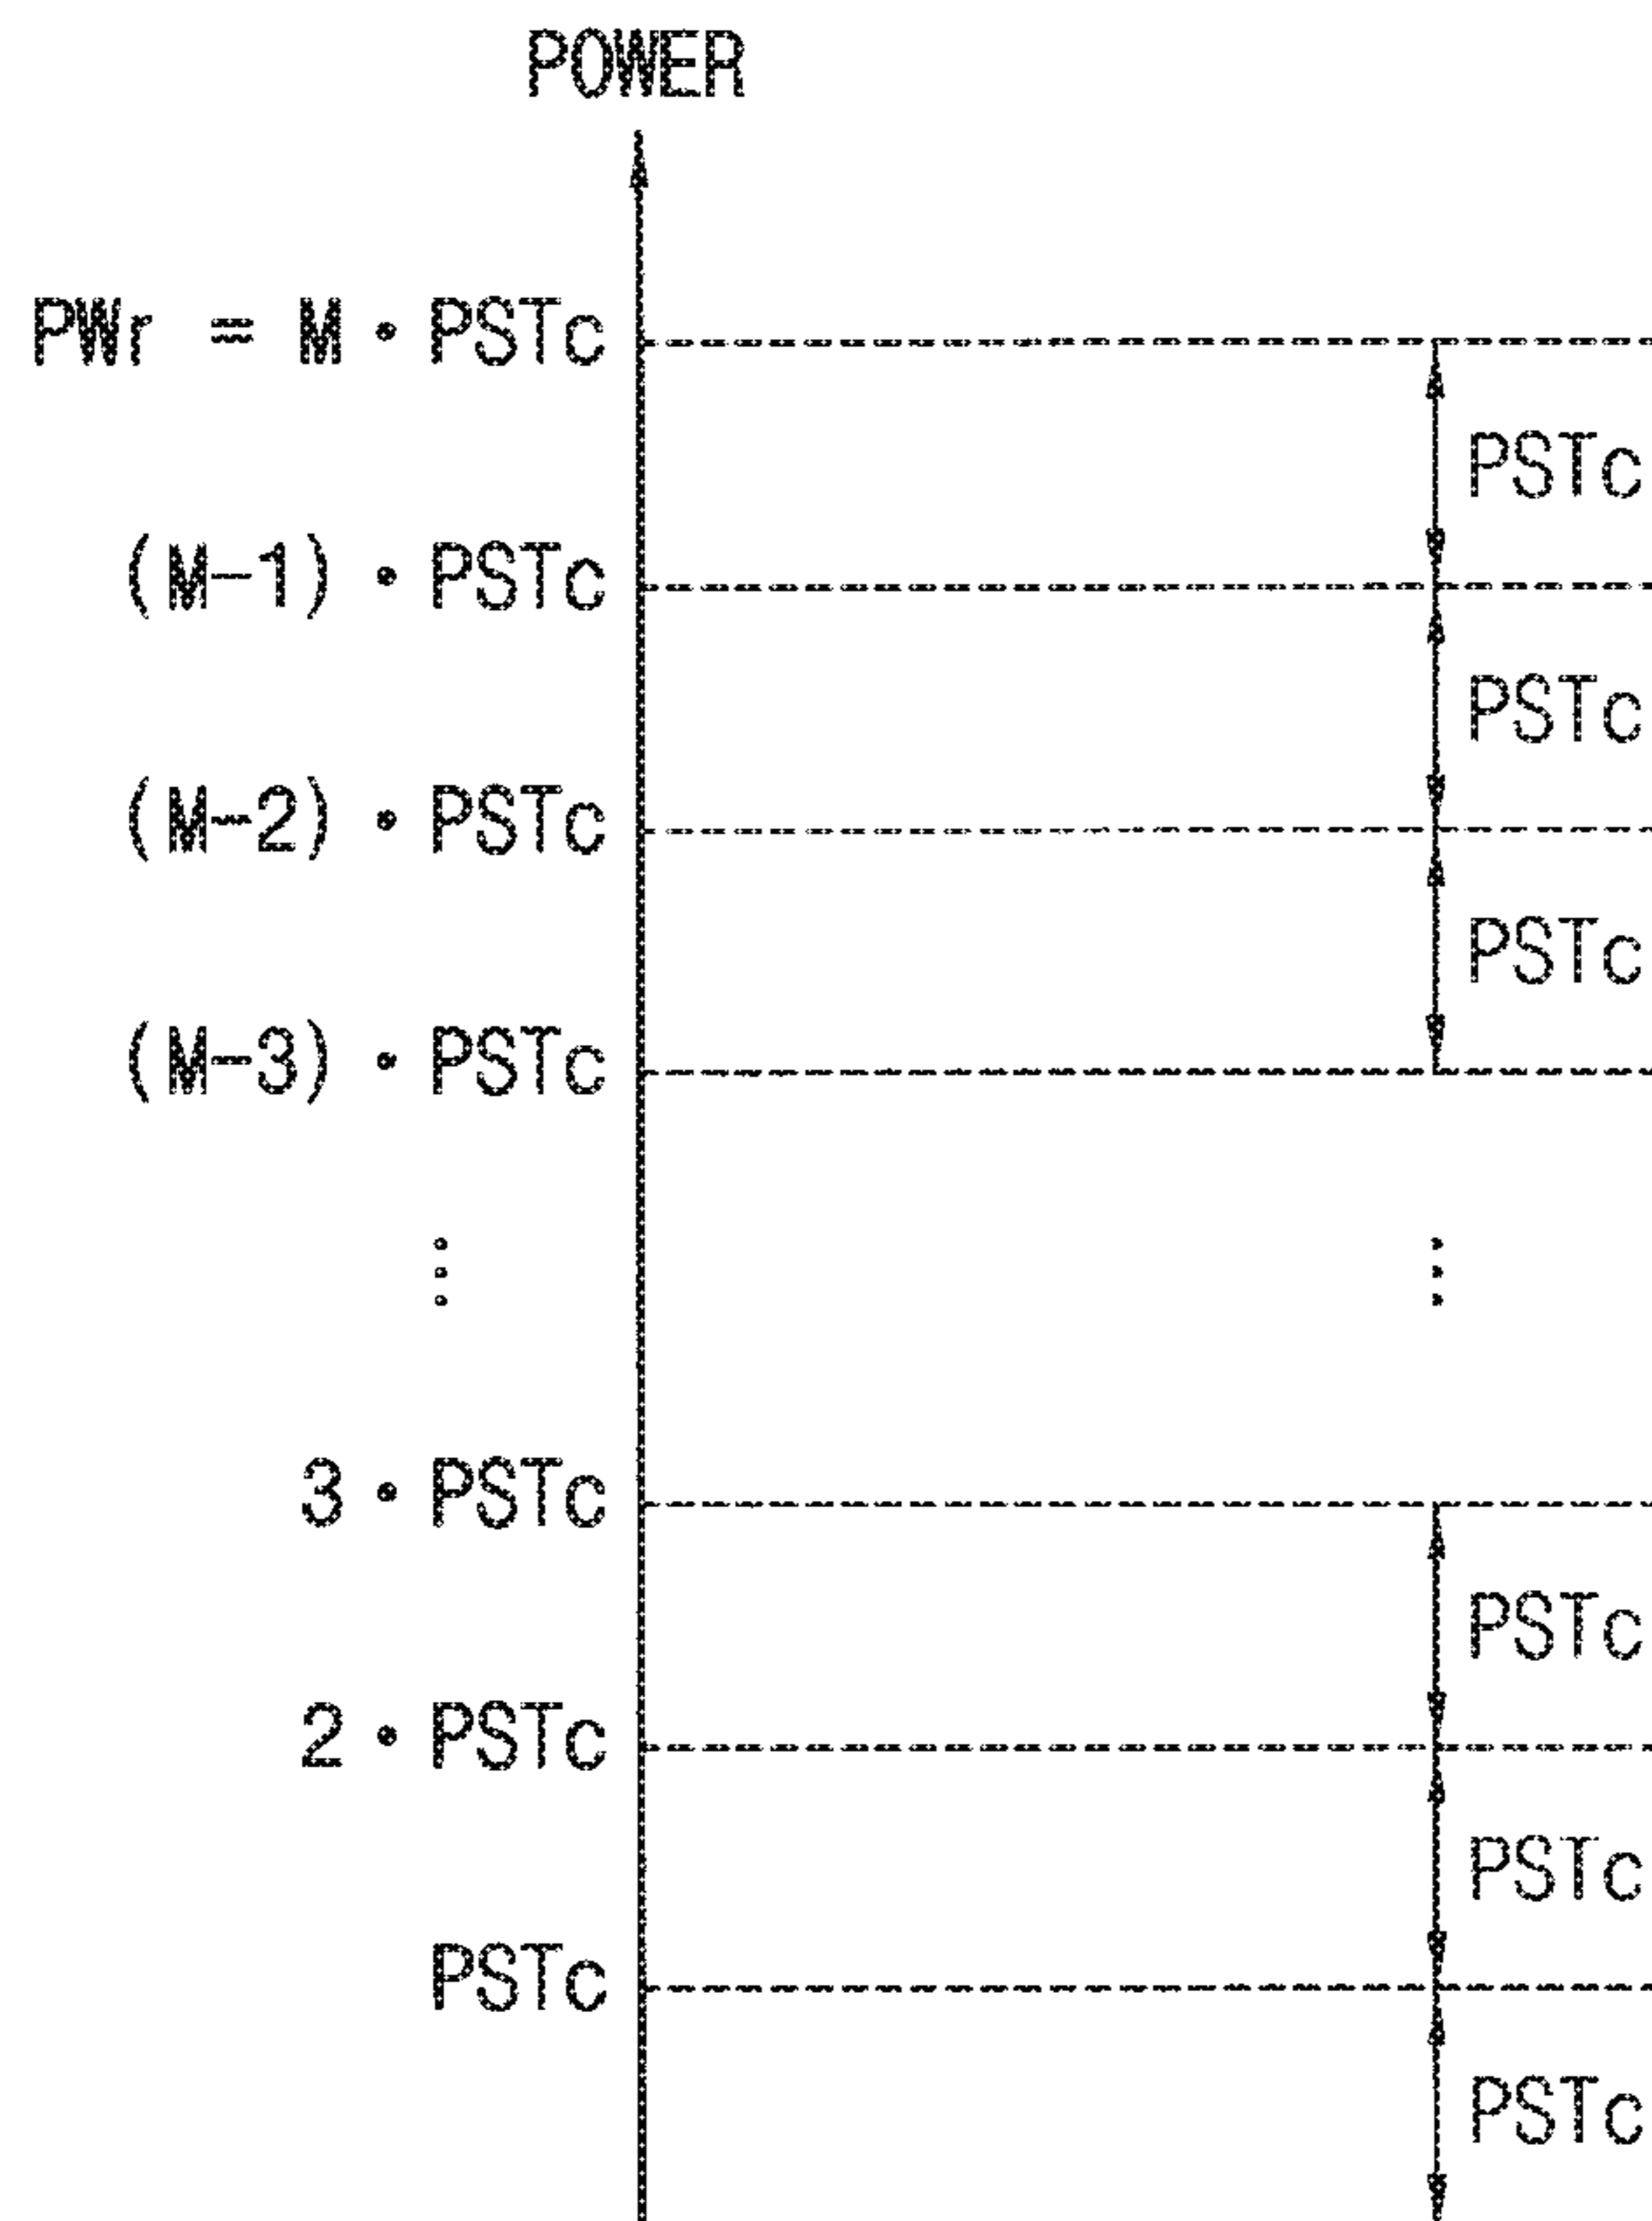 POWER
PWr = M・PSTc
PSTc
(M-1)・PSTc
PSTc
(M-2)・PSTc
PSTc
(M-3)・PSTc
3・PSTc
PSTc
2・PSTc
PSTc
PSTc
PSTc